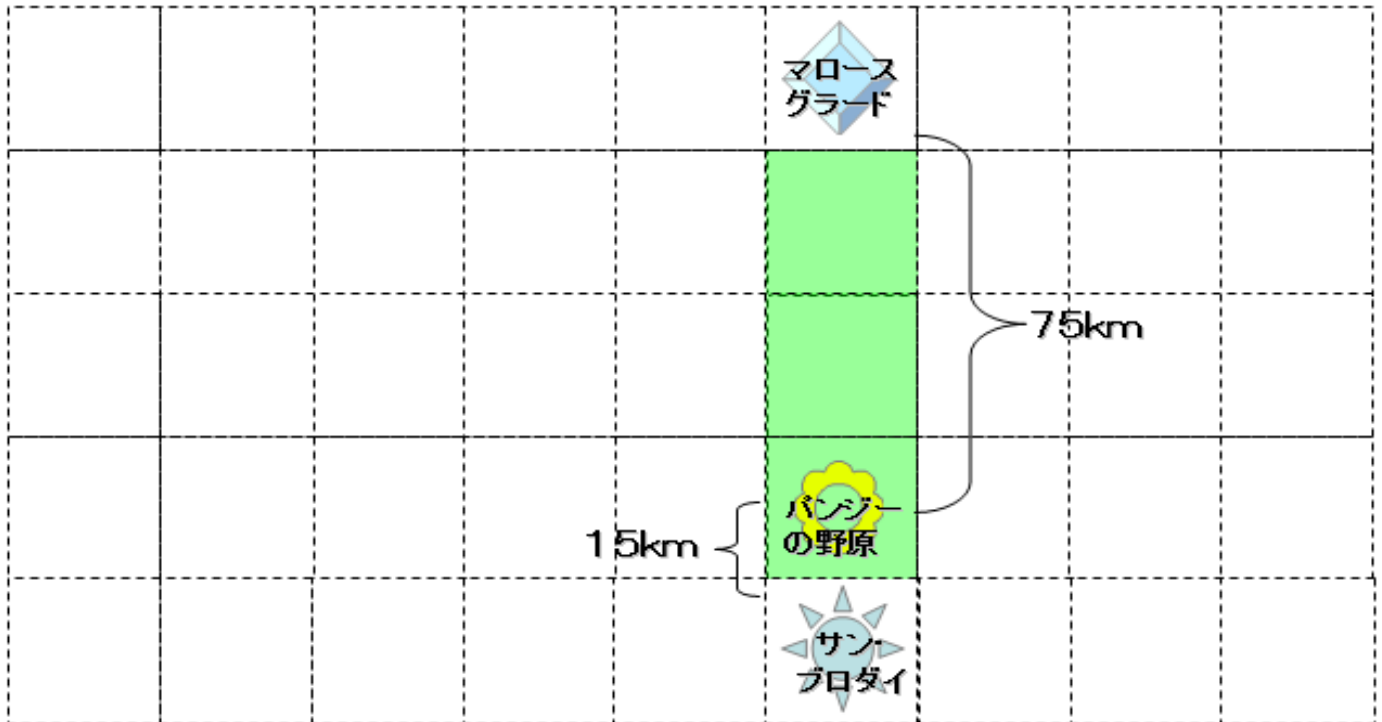 マロース
グラード
75km
パンジー
の野原
15km
サン・
ブロダイ